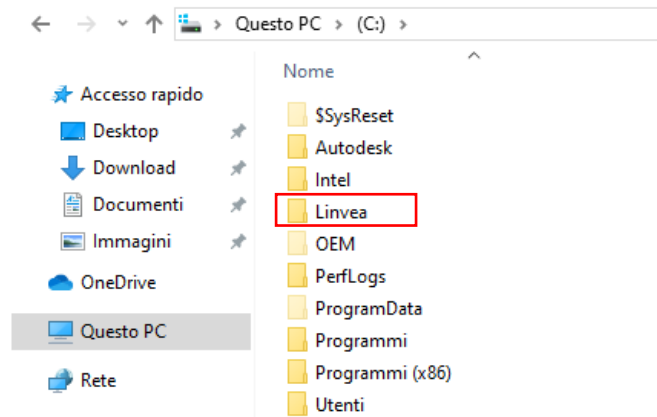 Questo PC > (C:) >
Nome
Accesso rapido
Desktop
Download
Documenti
Immagini
OneDrive
Questo PC
Rete
$SysReset
Autodesk
Intel
Linvea
OEM
PerfLogs
ProgramData
Programmi
Programmi (x86)
Utenti